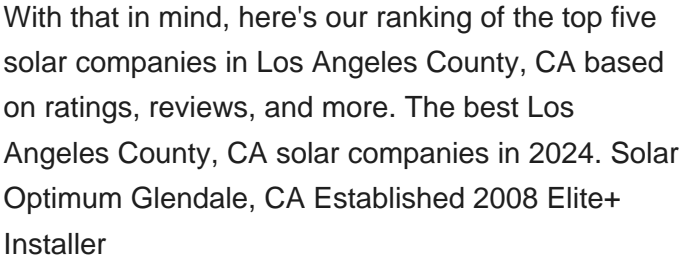 With that in mind, here's our ranking of the top five
solar companies in Los Angeles County, CA based
on ratings, reviews, and more. The best Los
Angeles County, CA solar companies in 2024. Solar
Optimum Glendale, CA Established 2008 Elite+
Installer